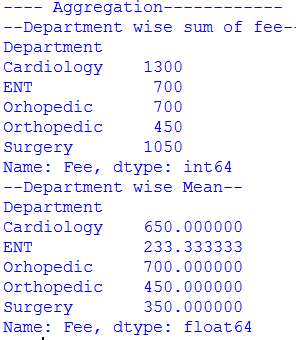 ---- Aggregation------------
--Department wise sum of fee--
Department
Cardiology    1300
ENT            700
Orhopedic      700
Orthopedic     450
Surgery       1050
Name: Fee, dtype: int64
--Department wise Mean--
Department
Cardiology    650.000000
ENT           233.333333
Orhopedic     700.000000
Orthopedic    450.000000
Surgery       350.000000
Name: Fee, dtype: float64